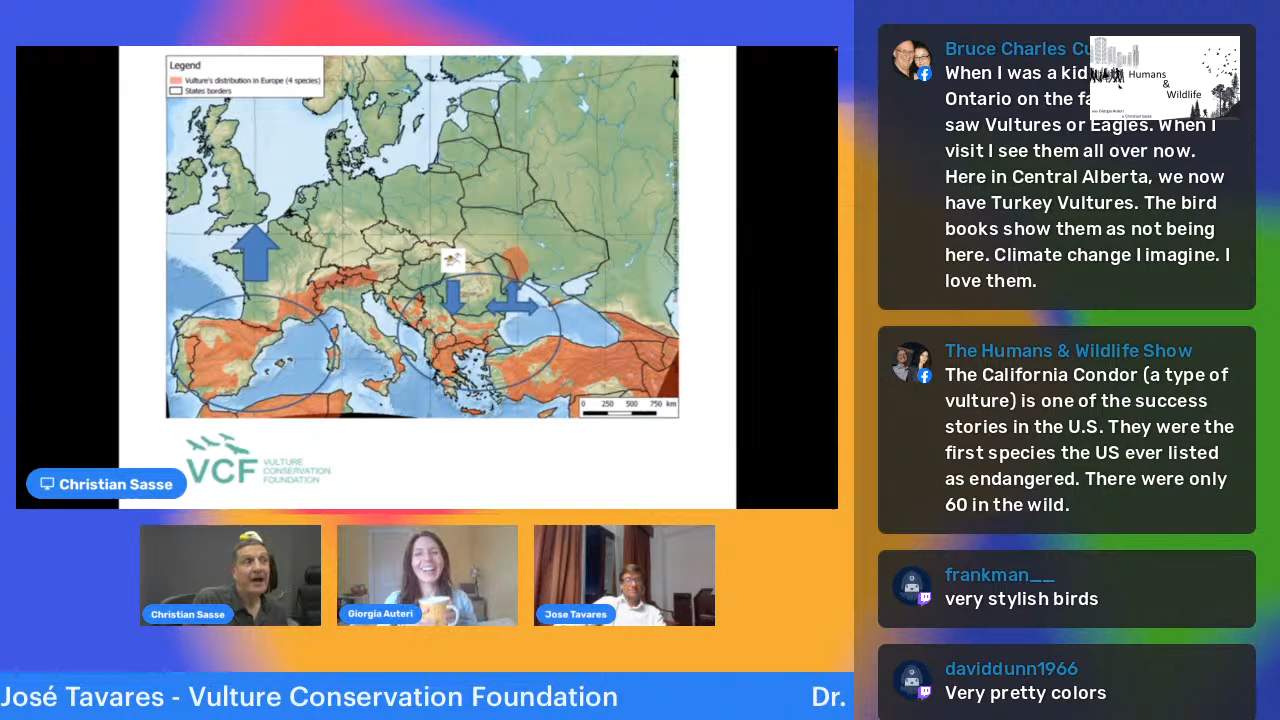 Legend
Vulture's distribution in Europe (4 species)
States borders
N
0 250 500 750 km
VCF
VULTURE
CONSERVATION
FOUNDATION
Christian Sasse
Christian Sasse
Giorgia Auteri
Jose Tavares
José Tavares - Vulture Conservation Foundation
Dr.
Bruce Charles
When I was a kid
Ontario on the
saw Vultures or Eagles. When I
visit I see them all over now.
Here in Central Alberta, we now
have Turkey Vultures. The bird
books show them as not being
here. Climate change I imagine. I
love them.
Humans
&
Wildlife
The Humans & Wildlife Show
The California Condor (a type of
vulture) is one of the success
stories in the U.S. They were the
first species the US ever listed
as endangered. There were only
60 in the wild.
frankman__
very stylish birds
daviddunn1966
Very pretty colors